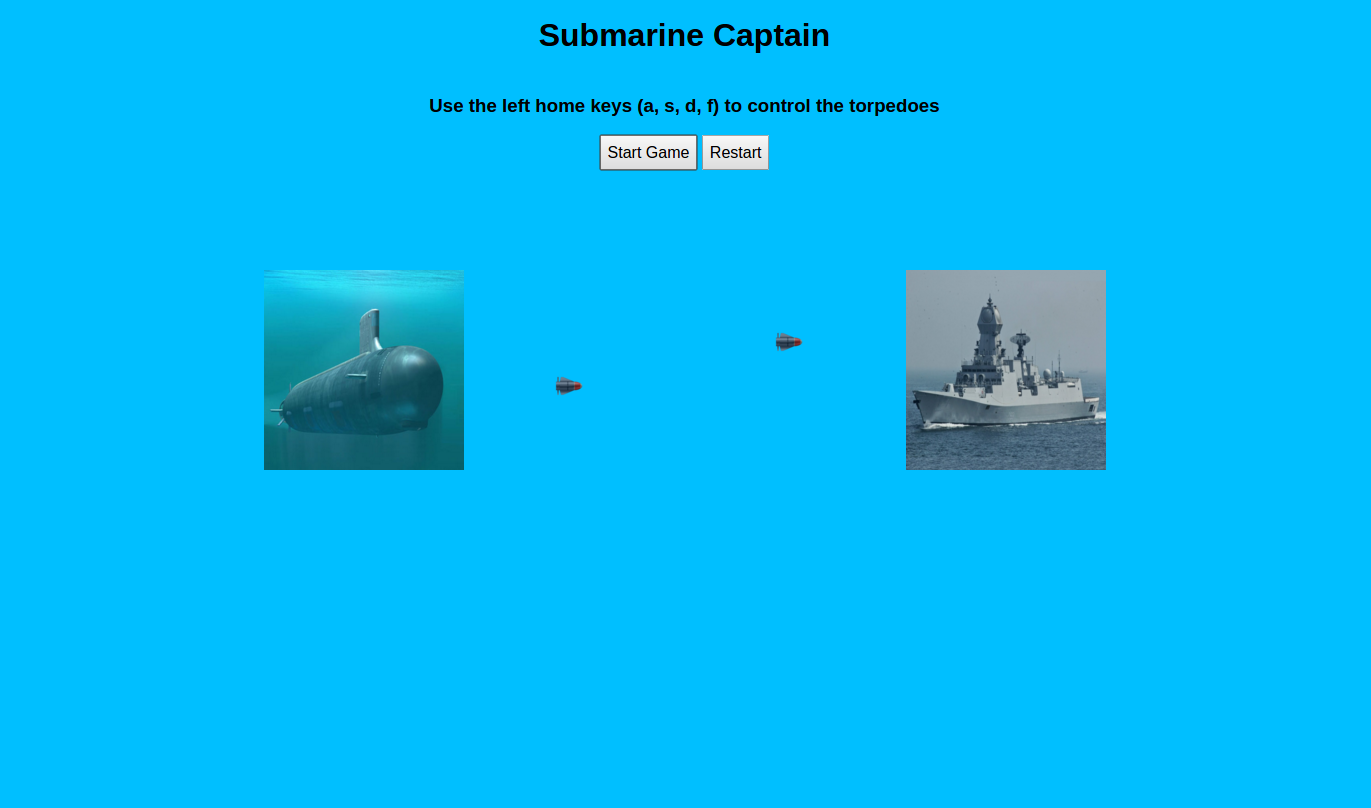 Submarine Captain
Use the left home keys (a, s, d, f) to control the torpedoes
Start Game Restart